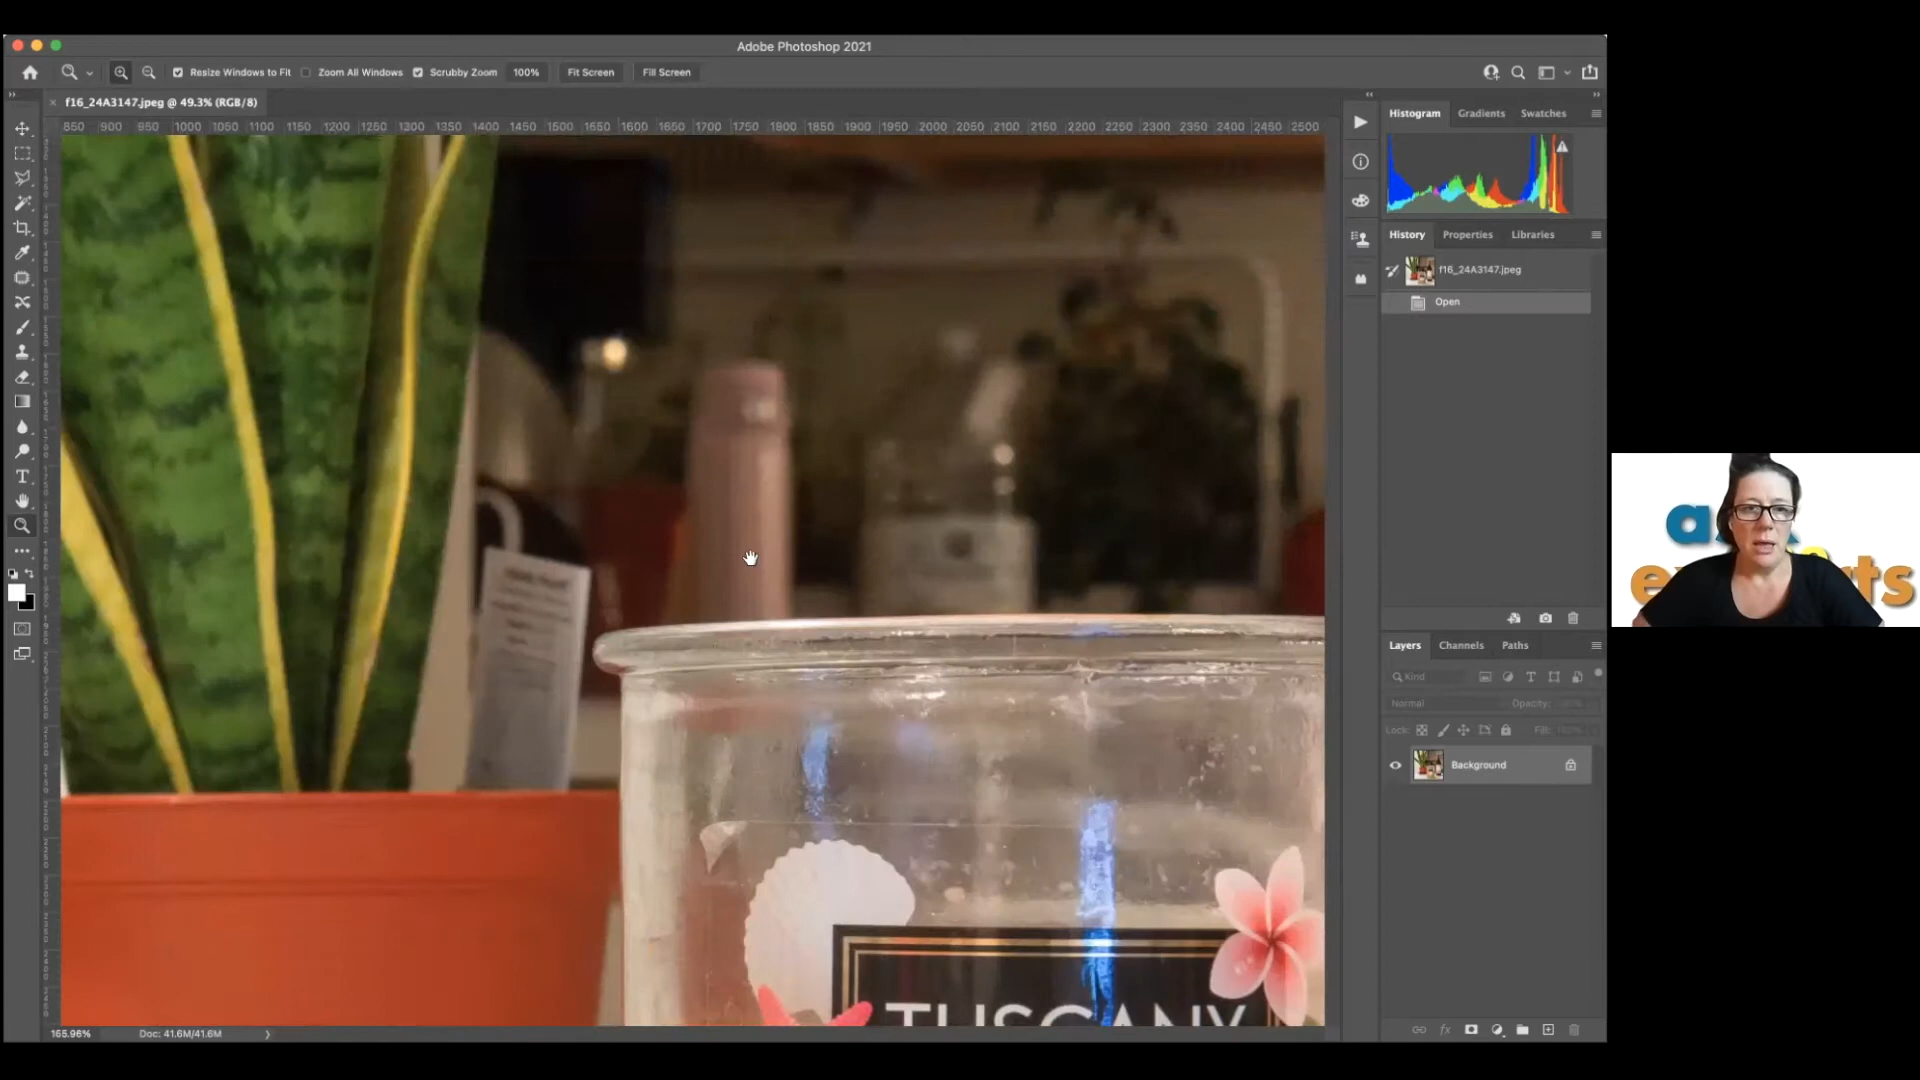 Adobe Photoshop 2021
Resize Windows to Fit
Zoom All Windows
Scrubby Zoom
100%
Fit Screen
Fill Screen
f16_24A3147.jpeg @ 49.3% (RGB/8)
850 900 950 1000 1050 1100 1150 1200 1250 1300 1350 1400 1450 1500 1550 1600 1650 1700 1750 1800 1850 1900 1950 2000 2050 2100 2150 2200 2250 2300 2350 2400 2450 2500
Histogram Gradients Swatches
History Properties Libraries
f16_24A3147.jpeg
Open
TUSCANY
Layers Channels Paths
Kind
Normal
Opacity:
Lock:
Fill:
Background
165.96%
Doc: 41.6M/41.6M